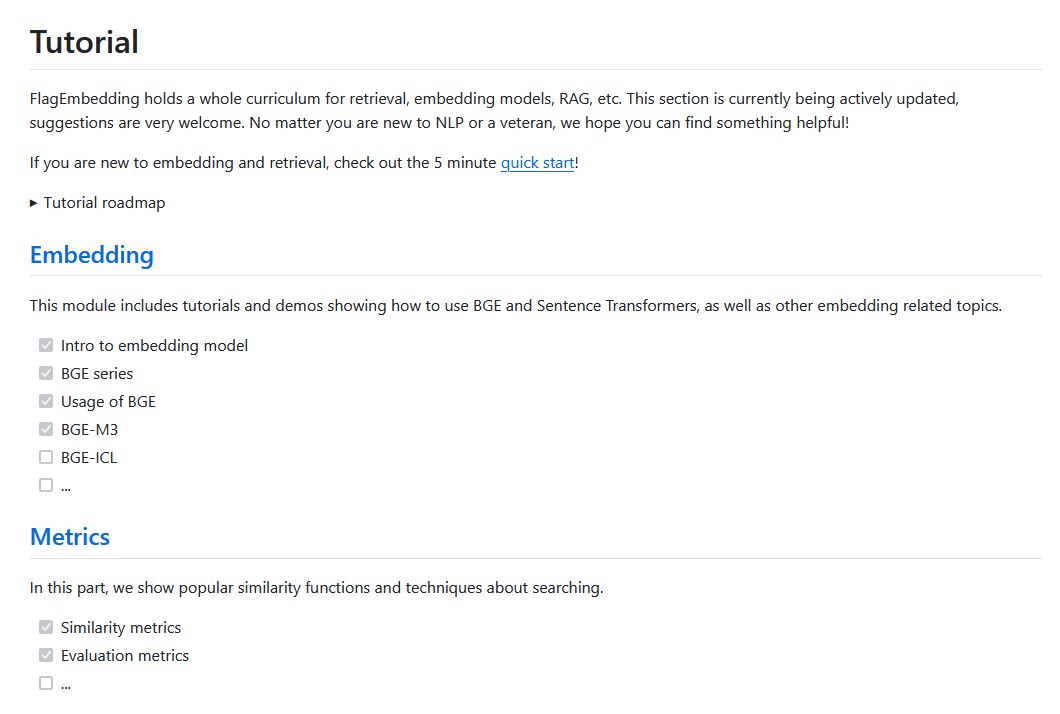 Tutorial
FlagEmbedding holds a whole curriculum for retrieval, embedding models, RAG, etc. This section is currently being actively updated,
suggestions are very welcome. No matter you are new to NLP or a veteran, we hope you can find something helpful!
If you are new to embedding and retrieval, check out the 5 minute quick start!
Tutorial roadmap
Embedding
This module includes tutorials and demos showing how to use BGE and Sentence Transformers, as well as other embedding related topics.
Intro to embedding model
BGE series
Usage of BGE
BGE-M3
BGE-ICL
...
Metrics
In this part, we show popular similarity functions and techniques about searching.
Similarity metrics
Evaluation metrics
...